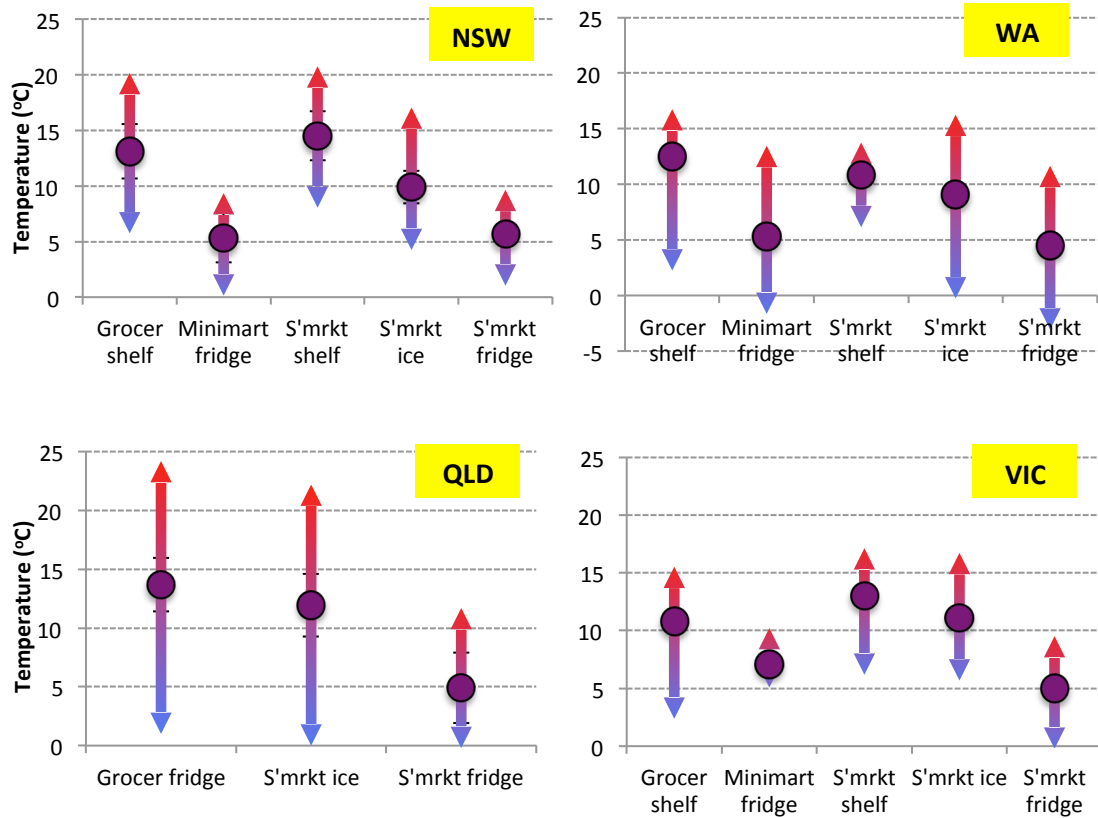 NSW
Temperature (°C)
25
20
15
10
5
0
Grocer shelf
Minimart fridge
S'mrkt shelf
S'mrkt ice
S'mrkt fridge
WA
25
20
15
10
5
0
-5
Grocer shelf
Minimart fridge
S'mrkt shelf
S'mrkt ice
S'mrkt fridge
QLD
Temperature (°C)
25
20
15
10
5
0
Grocer fridge
S'mrkt ice
S'mrkt fridge
VIC
25
20
15
10
5
0
Grocer shelf
Minimart fridge
S'mrkt shelf
S'mrkt ice
S'mrkt fridge